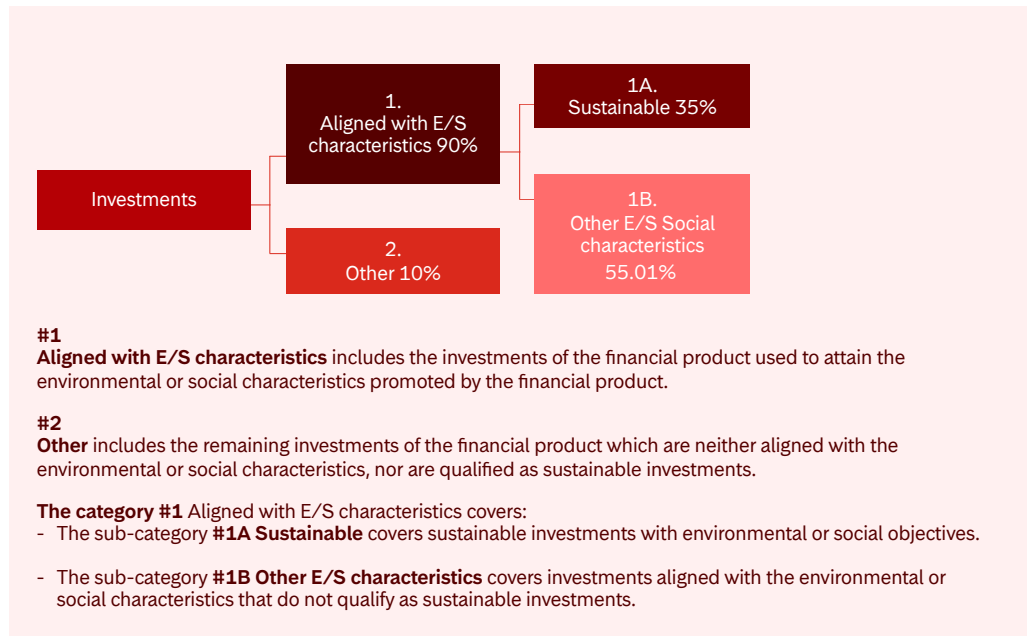 Investments
1.
Aligned with E/S
characteristics 90%
2.
Other 10%
1A.
Sustainable 35%
1B.
Other E/S Social
characteristics
55.01%
#1
Aligned with E/S characteristics includes the investments of the financial product used to attain the
environmental or social characteristics promoted by the financial product.
#2
Other includes the remaining investments of the financial product which are neither aligned with the
environmental or social characteristics, nor are qualified as sustainable investments.
The category #1 Aligned with E/S characteristics covers:
- The sub-category #1A Sustainable covers sustainable investments with environmental or social objectives.
- The sub-category #1B Other E/S characteristics covers investments aligned with the environmental or
social characteristics that do not qualify as sustainable investments.